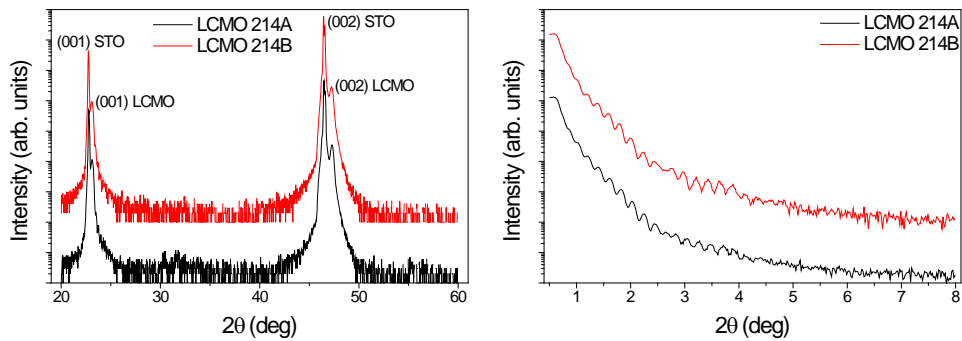 LCMO 214A
LCMO 214B
(001) STO
(002) STO
(001) LCMO
(002) LCMO
Intensity (arb. units)
20 30 40 50 60
2θ (deg)
LCMO 214A
LCMO 214B
Intensity (arb. units)
1 2 3 4 5 6 7 8
2θ (deg)